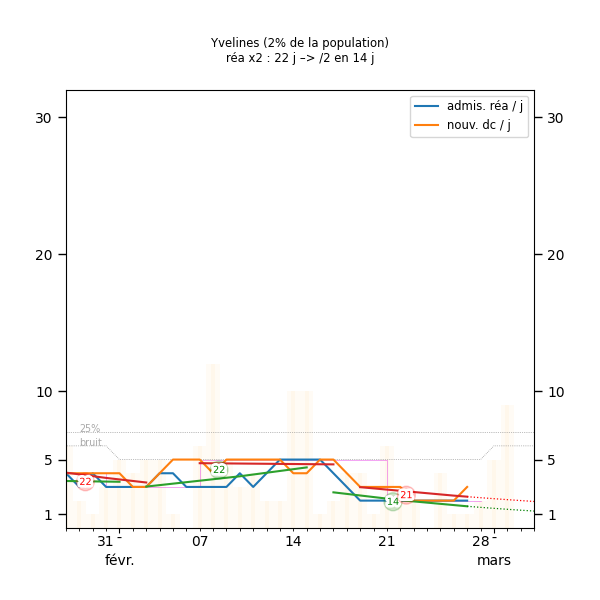 Yvelines (2% de la population)
réa x2 : 22 j –> /2 en 14 j
admis. réa / j
nouv. dc / j
30 30
20 20
10 10
25%
bruit
5 5
22 22
21
14
1 1
31 - 07 14 21 28 -
févr. mars